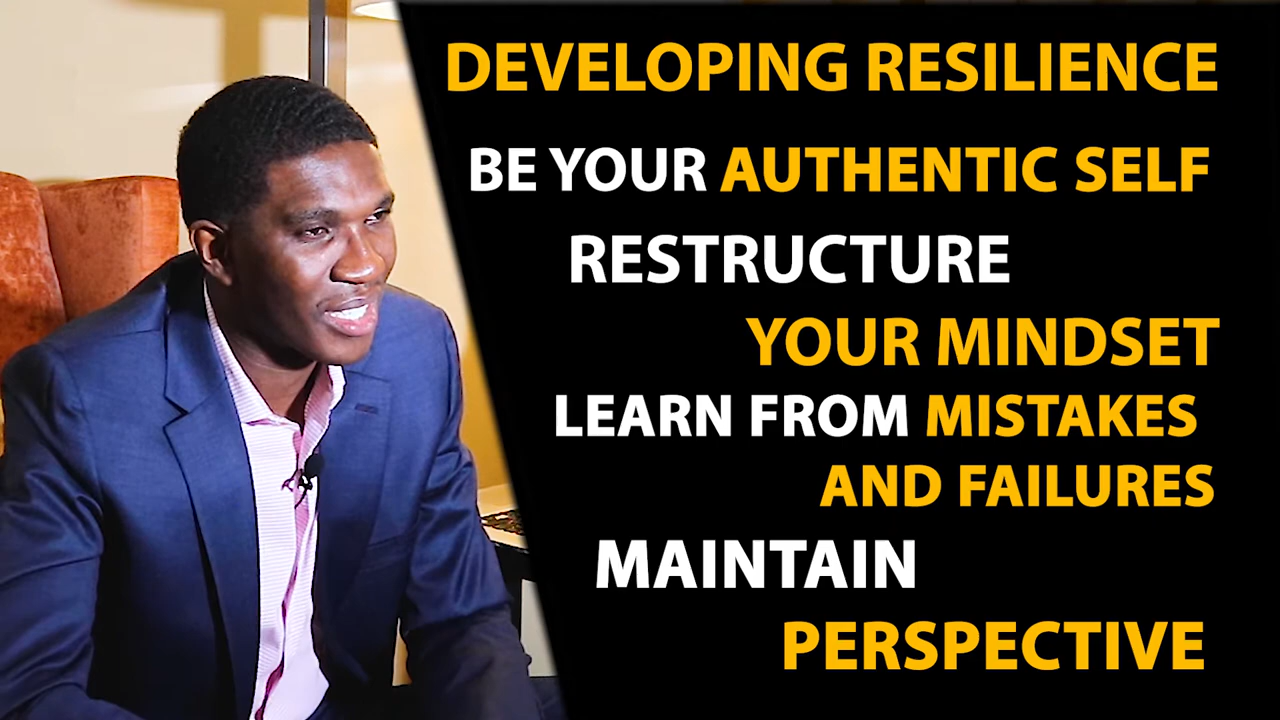 DEVELOPING RESILIENCE
BE YOUR AUTHENTIC SELF
RESTRUCTURE
YOUR MINDSET
LEARN FROM MISTAKES
AND FAILURES
MAINTAIN
PERSPECTIVE